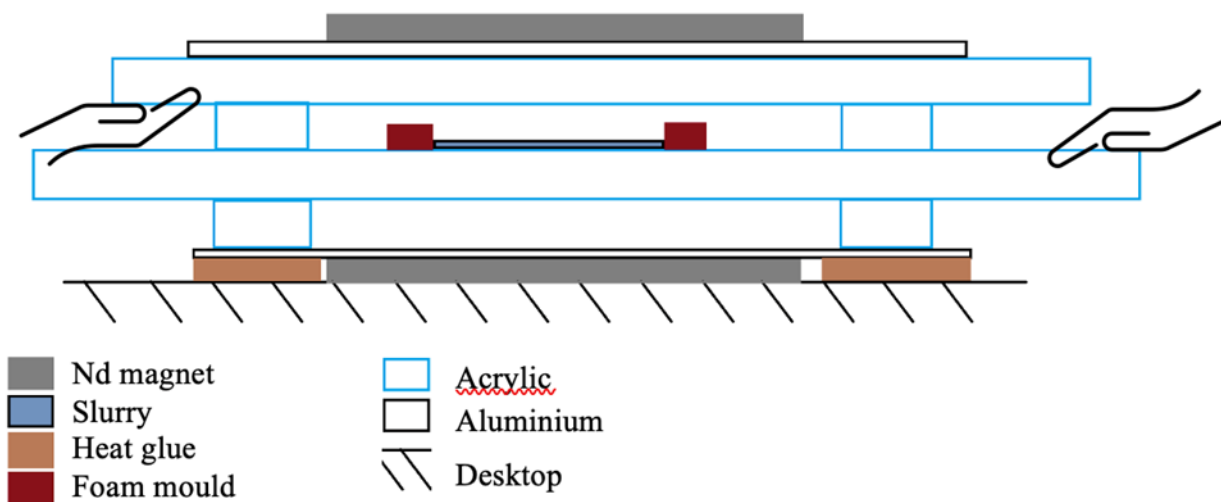 Nd magnet
Slurry
Heat glue
Foam mould
Acrylic
Aluminium
Desktop